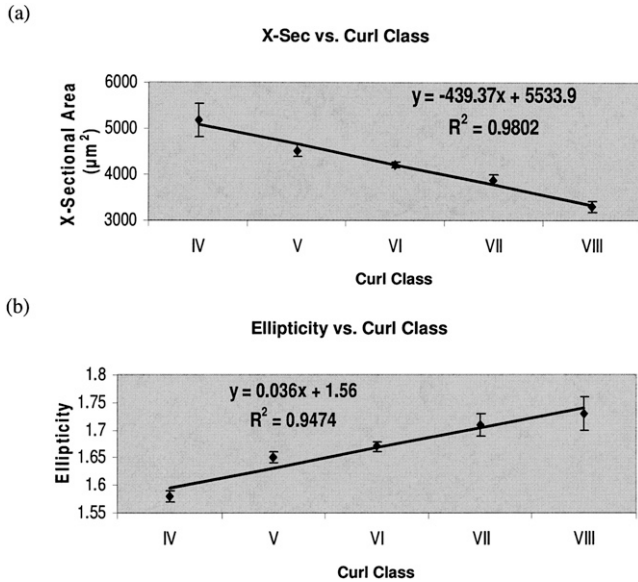 (a)
X-Sec vs. Curl Class
y = -439.37x + 5533.9
R² = 0.9802
X-Sectional Area
(µm²)
6000
5000
4000
3000
IV V VI VII VIII
Curl Class
(b)
Ellipticity vs. Curl Class
y = 0.036x + 1.56
R² = 0.9474
Ellipticity
1.8
1.75
1.7
1.65
1.6
1.55
IV V VI VII VIII
Curl Class